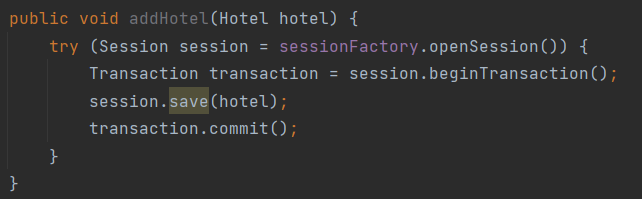 public void addHotel(Hotel hotel) {
    try (Session session = sessionFactory.openSession()) {
        Transaction transaction = session.beginTransaction();
        session.save(hotel);
        transaction.commit();
    }
}